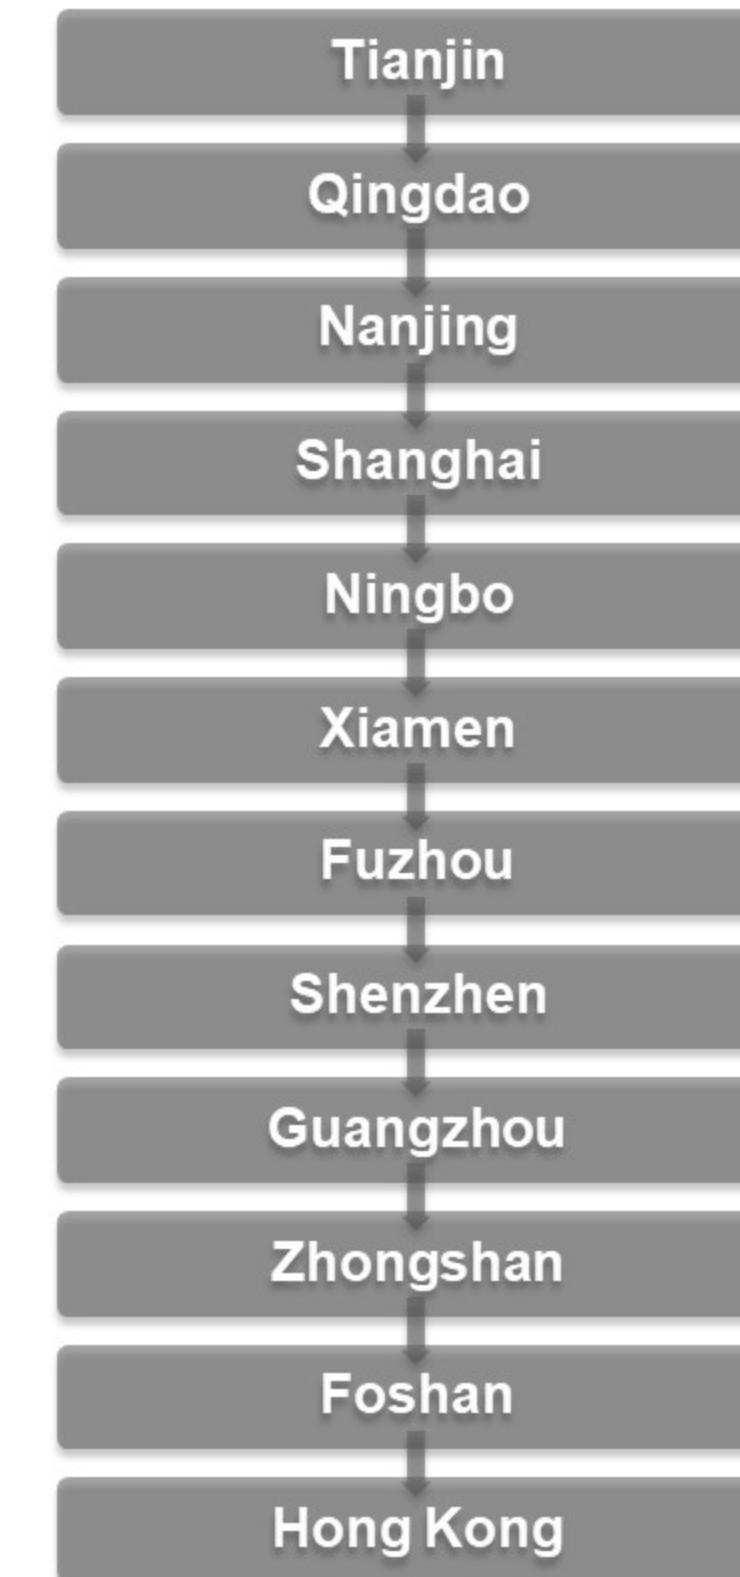 Tianjin
Qingdao
Nanjing
Shanghai
Ningbo
Xiamen
Fuzhou
Shenzhen
Guangzhou
Zhongshan
Foshan
Hong Kong